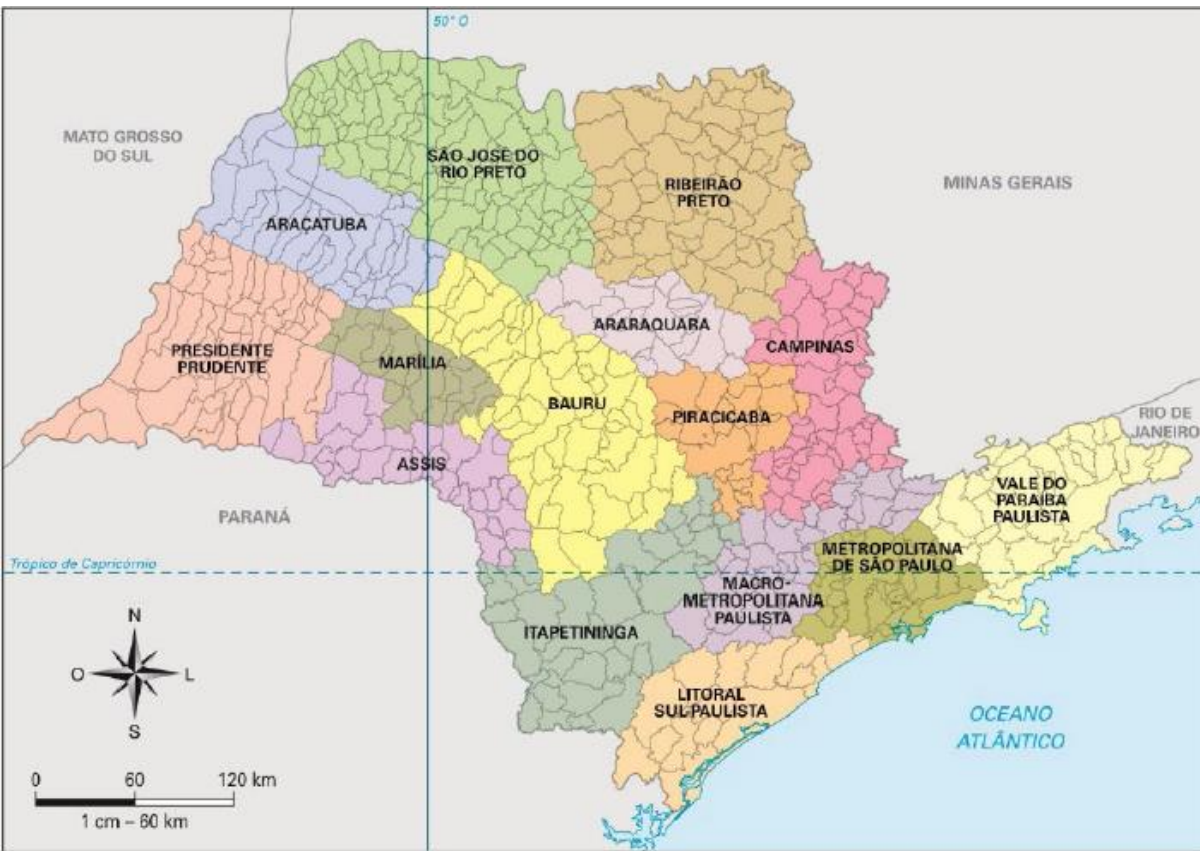 50° O
MATO GROSSO
DO SUL
SÃO JOSÉ DO
RIO PRETO
RIBEIRÃO
PRETO
MINAS GERAIS
ARAÇATUBA
ARARAQUARA
PRESIDENTE
PRUDENTE
MARÍLIA
CAMPINAS
BAURU
PIRACICABA
RIO DE
JANEIRO
ASSIS
VALE DO
PARAÍBA
PAULISTA
PARANÁ
METROPOLITANA
DE SÃO PAULO
Trópico de Capricórnio
MACRO-
METROPOLITANA
PAULISTA
ITAPETININGA
N
O
L
S
LITORAL
SUL PAULISTA
OCEANO
ATLÂNTICO
0 60 120 km
1 cm – 60 km